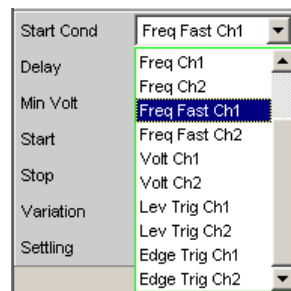 Start Cond Freq Fast Ch1
Delay Freq Ch1
Freq Ch2
Min Volt Freq Fast Ch1
Start Freq Fast Ch2
Volt Ch1
Stop Volt Ch2
Variation Lev Trig Ch1
Lev Trig Ch2
Settling Edge Trig Ch1
Edge Trig Ch2